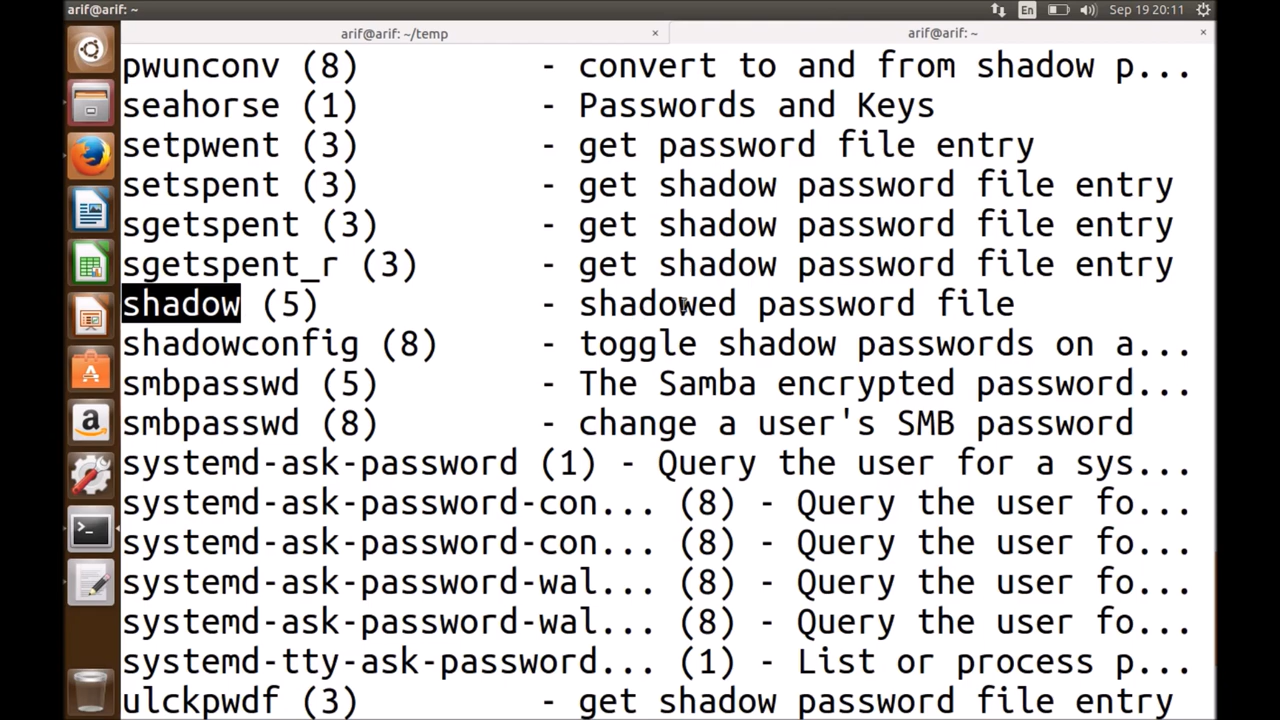 arif@arif: ~
En
Sep 19 20:11
arif@arif: ~/temp ×
arif@arif: ~ ×
pwunconv (8) - convert to and from shadow p...
seahorse (1) - Passwords and Keys
setpwent (3) - get password file entry
setspent (3) - get shadow password file entry
sgetspent (3) - get shadow password file entry
sgetspent_r (3) - get shadow password file entry
shadow (5) - shadowed password file
shadowconfig (8) - toggle shadow passwords on a...
smbpasswd (5) - The Samba encrypted password...
smbpasswd (8) - change a user's SMB password
systemd-ask-password (1) - Query the user for a sys...
systemd-ask-password-con... (8) - Query the user fo...
systemd-ask-password-con... (8) - Query the user fo...
systemd-ask-password-wal... (8) - Query the user fo...
systemd-ask-password-wal... (8) - Query the user fo...
systemd-tty-ask-password... (1) - List or process p...
ulckpwdf (3) - get shadow password file entry